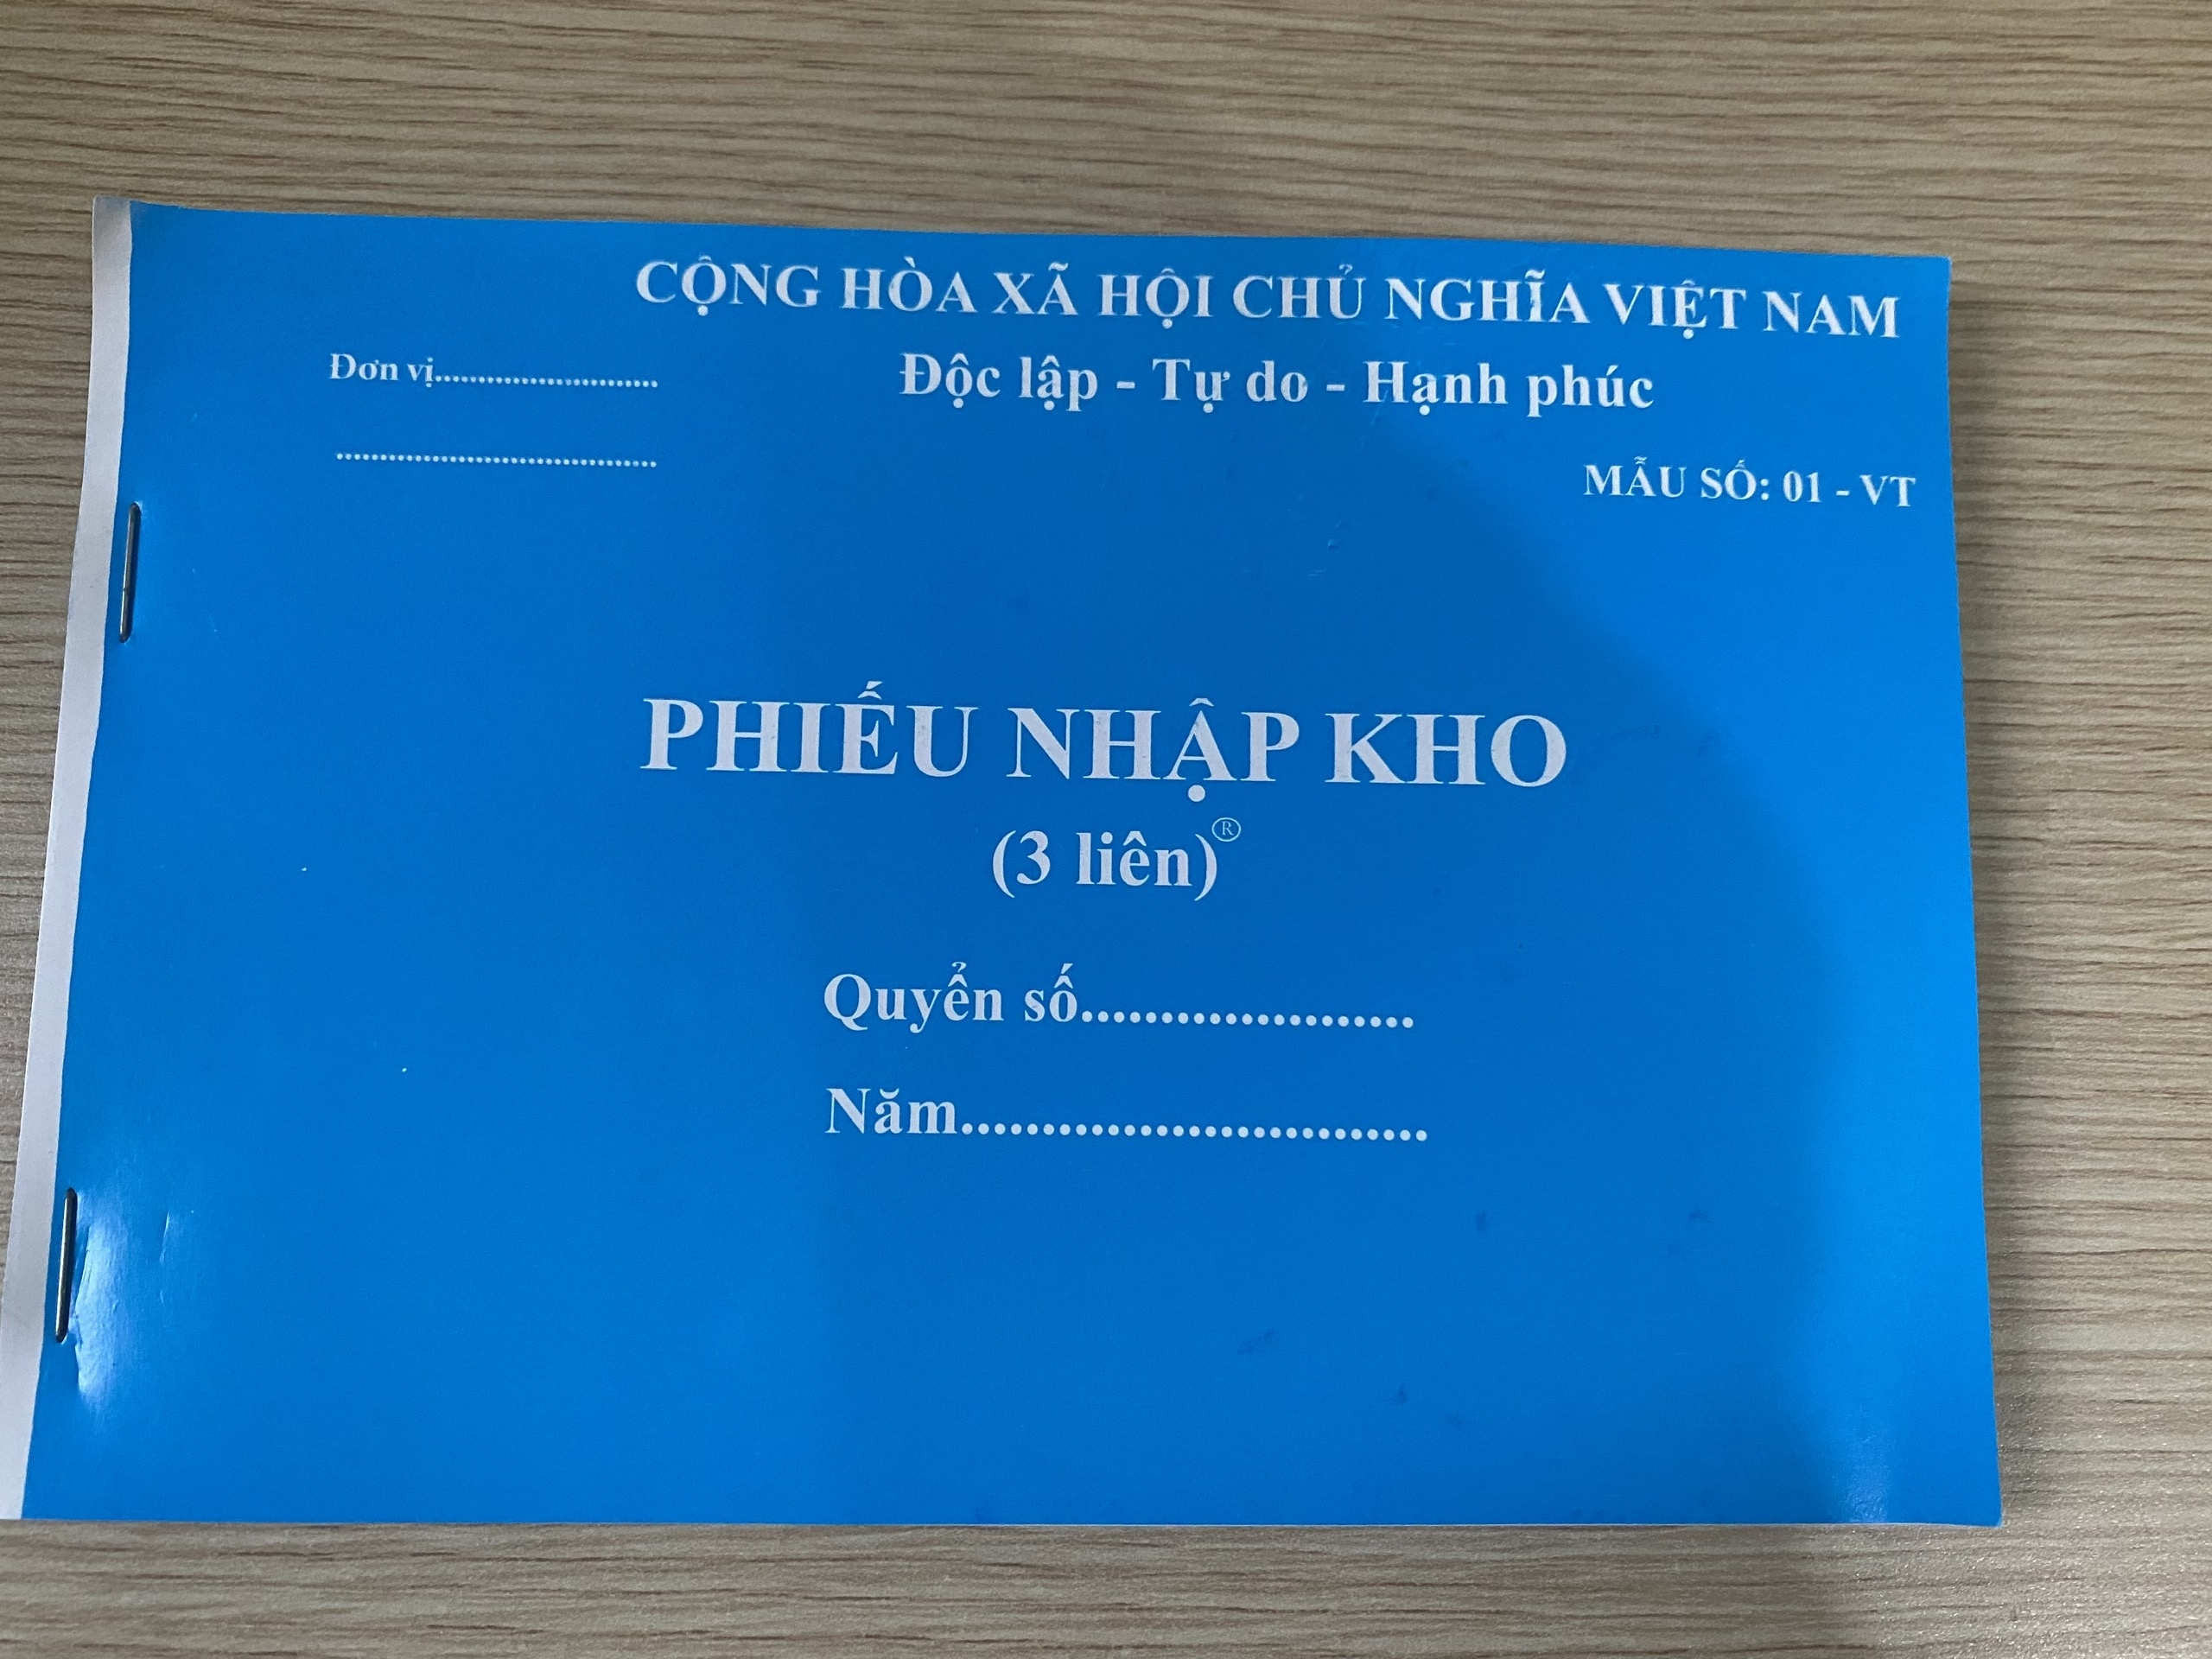 CỘNG HÒA XÃ HỘI CHỦ NGHĨA VIỆT NAM
Đơn vị..............................
Độc lập - Tự do - Hạnh phúc
..........................................
MẪU SỐ: 01 - VT
PHIẾU NHẬP KHO
(3 liên)®
Quyển số.....................
Năm..............................